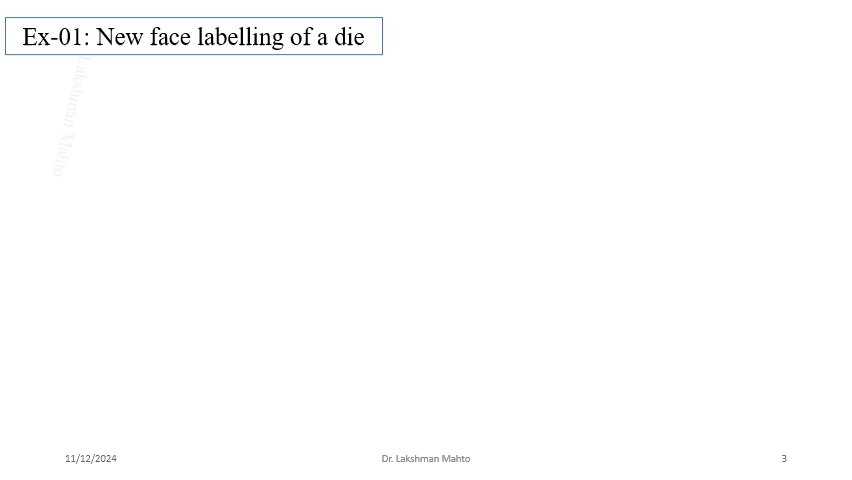 Ex-01: New face labelling of a die
Lakshman Mahto
11/12/2024
Dr. Lakshman Mahto
3